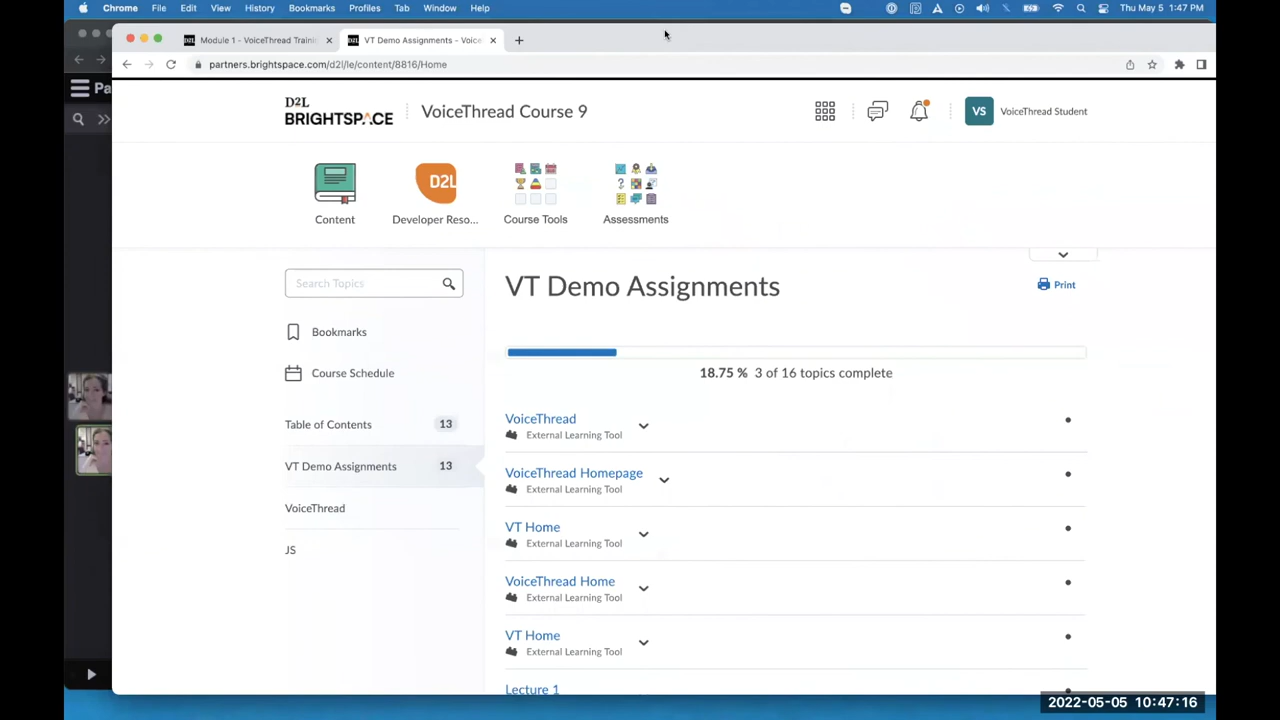 Chrome File Edit View History Bookmarks Profiles Tab Window Help Thu May 5 1:47 PM
Module 1 - VoiceThread Trainin
VT Demo Assignments - Voice
partners.brightspace.com/d2l/le/content/8816/Home
Pa
D2L
BRIGHTSPACE
VoiceThread Course 9
VS
VoiceThread Student
D2L
Content
Developer Reso...
Course Tools
Assessments
Search Topics
Bookmarks
Course Schedule
Table of Contents 13
VT Demo Assignments 13
VoiceThread
JS
VT Demo Assignments
Print
18.75 % 3 of 16 topics complete
VoiceThread
External Learning Tool
VoiceThread Homepage
External Learning Tool
VT Home
External Learning Tool
VoiceThread Home
External Learning Tool
VT Home
External Learning Tool
Lecture 1
2022-05-05 10:47:16